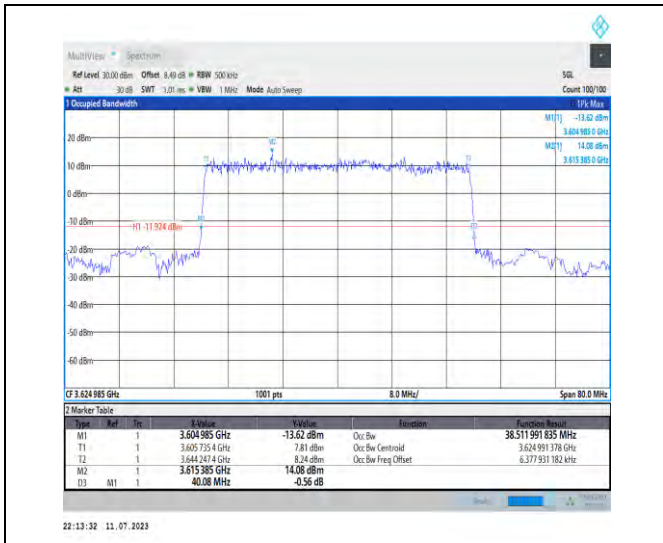 MultiView Spectrum
Ref Level 30.00 dBm Offset 8.49 dB RBW 500 kHz SGL
Att 30 dB SWT 1.01 ms VBW 1 MHz Mode Auto Sweep Count 100/100
1 Occupied Bandwidth 1Pk Max
M1[1] -13.62 dBm
3.604 985 0 GHz
M2[1] 14.08 dBm
3.615 385 0 GHz
20 dBm
M2
T1 T2
10 dBm
0 dBm
-10 dBm
M1
H1 -11.924 dBm
D3
-20 dBm
-30 dBm
-40 dBm
-50 dBm
-60 dBm
CF 3.624 985 GHz 1001 pts 8.0 MHz/ Span 80.0 MHz
2 Marker Table
Type Ref Trc X-Value Y-Value Function Function Result
M1 1 3.604 985 GHz -13.62 dBm Occ Bw 38.511 991 835 MHz
T1 1 3.605 735 4 GHz 7.81 dBm Occ Bw Centroid 3.624 991 378 GHz
T2 1 3.644 247 4 GHz 8.24 dBm Occ Bw Freq Offset 6.377 931 182 kHz
M2 1 3.615 385 GHz 14.08 dBm
D3 M1 1 40.08 MHz -0.56 dB
Ready
22:13:32 11.07.2023